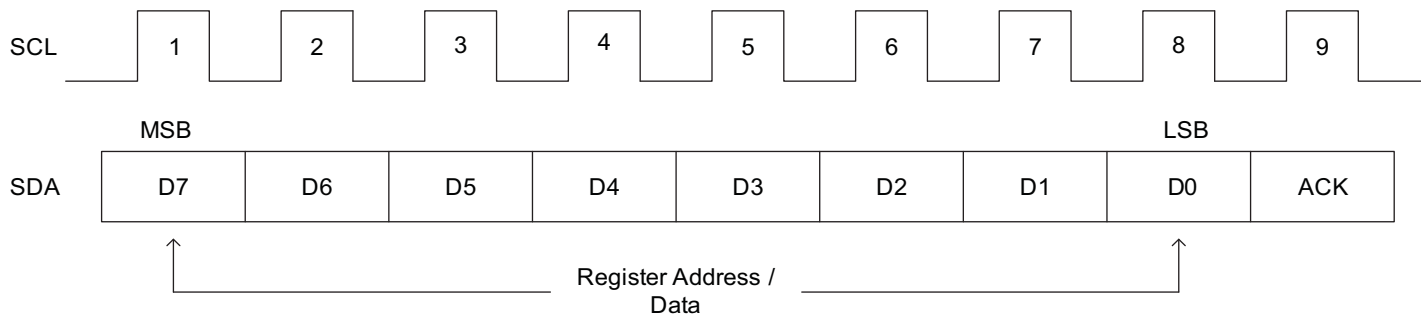 SCL 1 2 3 4 5 6 7 8 9
MSB LSB
SDA D7 D6 D5 D4 D3 D2 D1 D0 ACK
Register Address /
Data